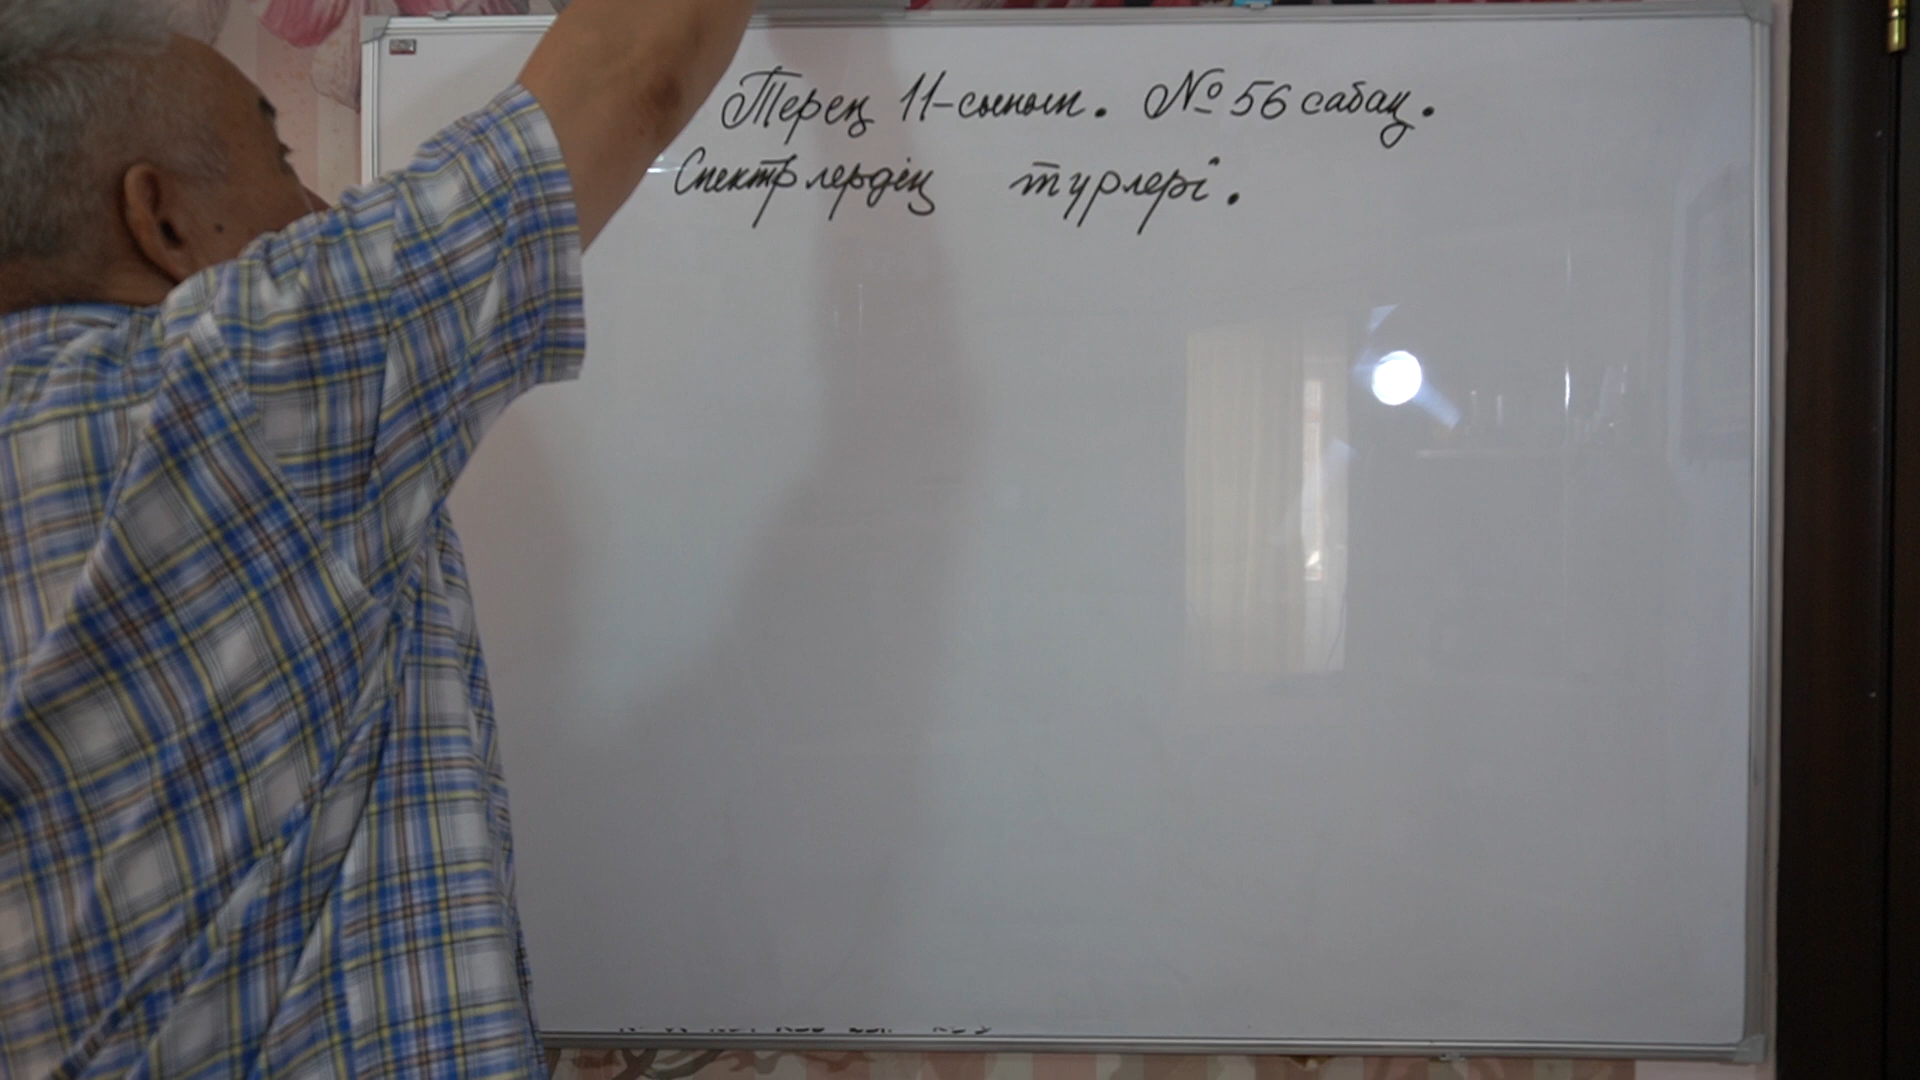 Терең 11-сынып. № 56 сабақ.
Спектрлердің түрлері.